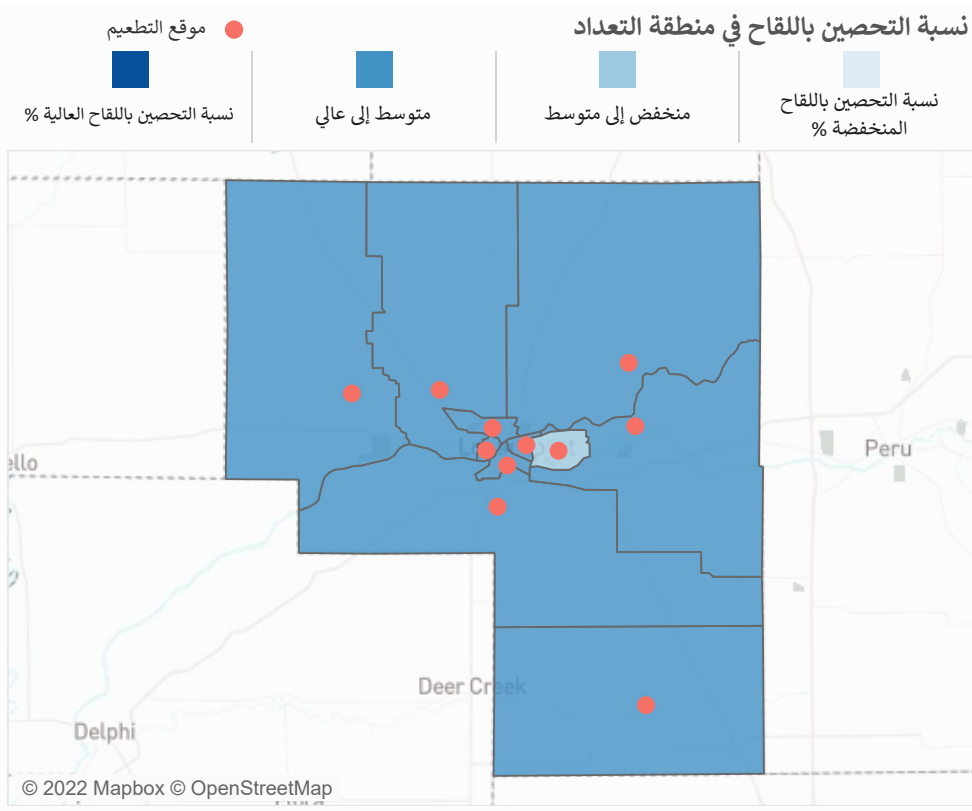 نسبة التحصين باللقاح في منطقة التعداد
موقع التطعيم
نسبة التحصين باللقاح
المنخفضة %
منخفض إلى متوسط
متوسط إلى عالي
نسبة التحصين باللقاح العالية %
Peru
ello
Deer Creek
Delphi
© 2022 Mapbox © OpenStreetMap